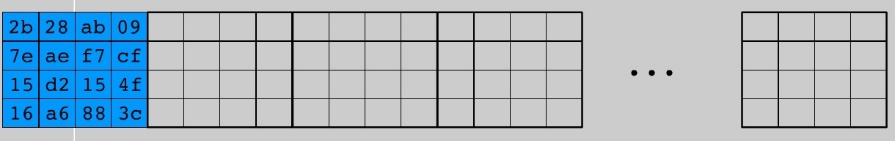 2b 28 ab 09
7e ae f7 cf
15 d2 15 4f
16 a6 88 3c
...